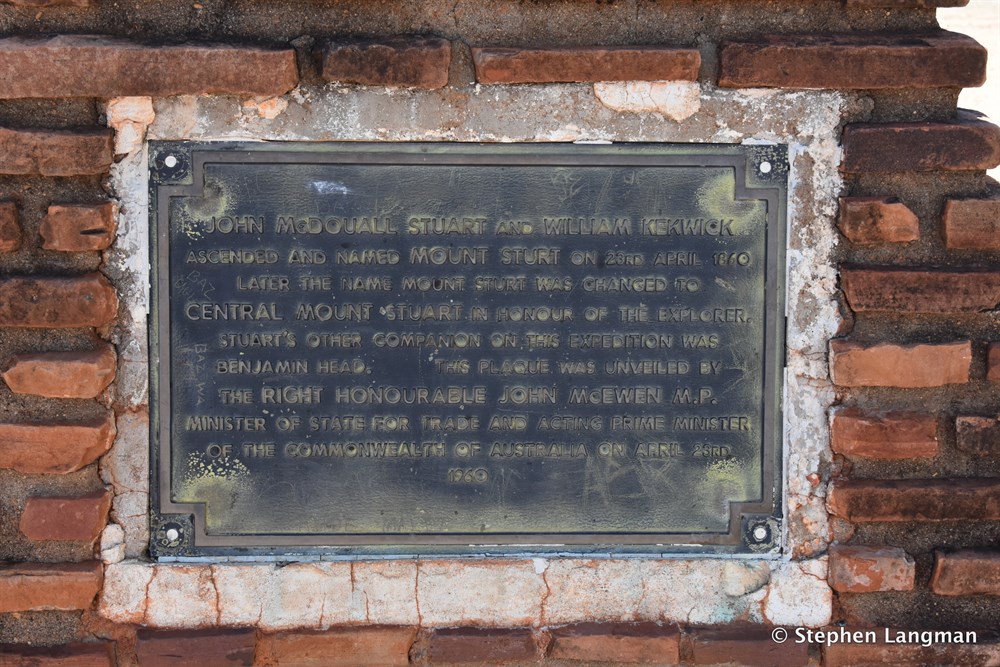 JOHN McDOUALL STUART AND WILLIAM KEKWICK
ASCENDED AND NAMED MOUNT STURT ON 23RD APRIL 1860
LATER THE NAME MOUNT STURT WAS CHANGED TO
CENTRAL MOUNT STUART IN HONOUR OF THE EXPLORER.
STUART'S OTHER COMPANION ON THIS EXPEDITION WAS
BENJAMIN HEAD. THIS PLAQUE WAS UNVEILED BY
THE RIGHT HONOURABLE JOHN McEWEN M.P.
MINISTER OF STATE FOR TRADE AND ACTING PRIME MINISTER
OF THE COMMONWEALTH OF AUSTRALIA ON APRIL 23RD
1960
© Stephen Langman